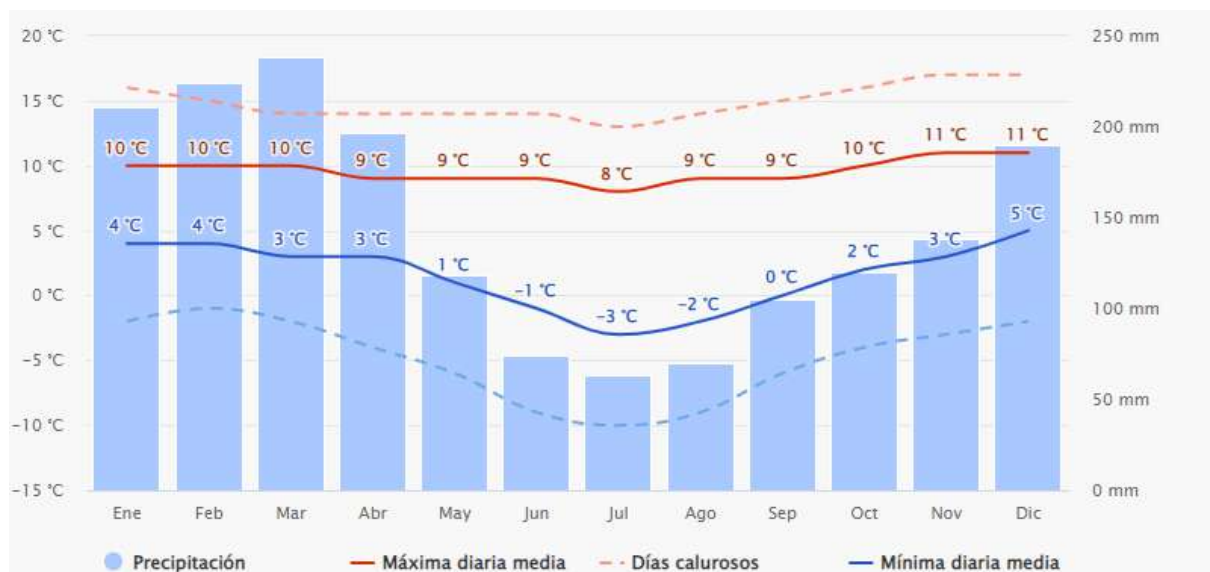 20 °C 250 mm
15 °C 200 mm
10 °C 10 °C 10 °C 9 °C 9 °C 9 °C 8 °C 9 °C 9 °C 10 °C 11 °C 11 °C
10 °C 150 mm
4 °C 4 °C 3 °C 3 °C 1 °C −1 °C −3 °C −2 °C 0 °C 2 °C 3 °C 5 °C
5 °C
0 °C 100 mm
−5 °C
−10 °C 50 mm
−15 °C 0 mm
Ene Feb Mar Abr May Jun Jul Ago Sep Oct Nov Dic
Precipitación Máxima diaria media Días calurosos Mínima diaria media